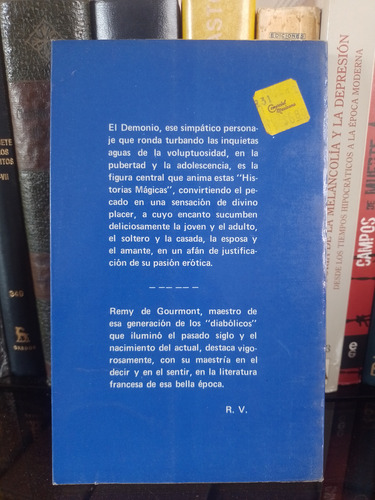 El Demonio, ese simpático persona-
je que ronda turbando las inquietas
aguas de la voluptuosidad, en la
pubertad y la adolescencia, es la
figura central que anima estas "His-
torias Mágicas", convirtiendo el pe-
cado en una sensación de divino
placer, a cuyo encanto sucumben
deliciosamente la joven y el adulto,
el soltero y la casada, la esposa y
el amante, en un afán de justifica-
ción de su pasión erótica.
— — — — — —
Remy de Gourmont, maestro de
esa generación de los "diabólicos"
que iluminó el pasado siglo y el
nacimiento del actual, destaca vigo-
rosamente, con su maestría en el
decir y en el sentir, en la literatura
francesa de esa bella época.
R. V.
349
GREDOS
EDICIONES
DE LA MELANCOLÍA Y LA DEPRESIÓN
DESDE LOS TIEMPOS HIPOCRÁTICOS A LA ÉPOCA MODERNA
CAMPOS DE